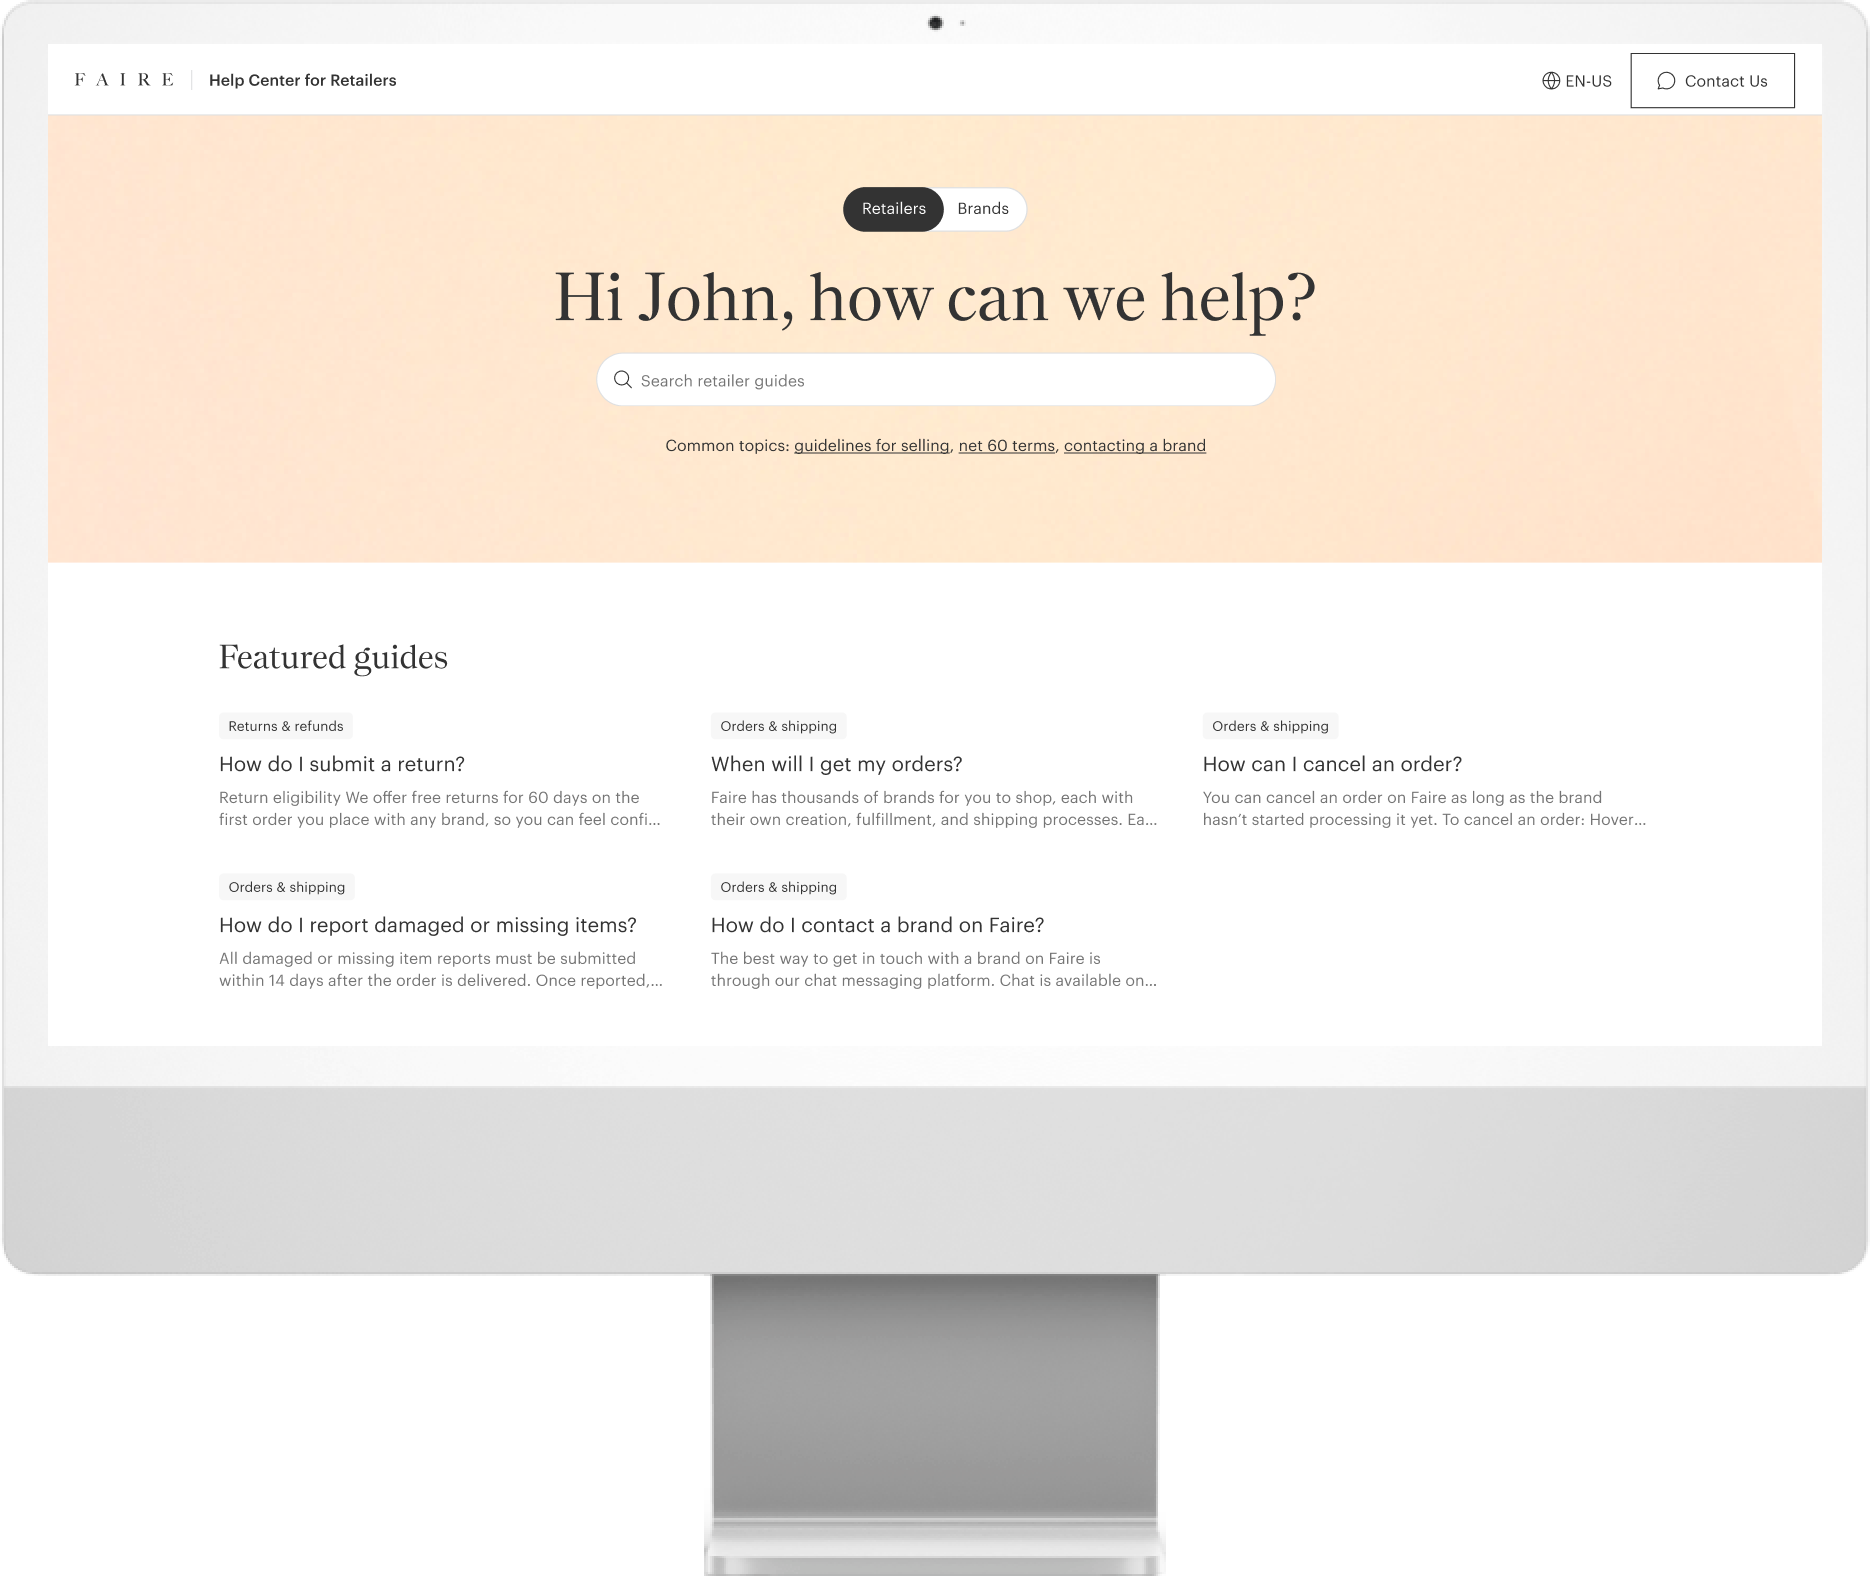 FAIRE
Help Center for Retailers
EN-US
Contact Us
Retailers
Brands
Hi John, how can we help?
Search retailer guides
Common topics: guidelines for selling, net 60 terms, contacting a brand
Featured guides
Returns & refunds
How do I submit a return?
Return eligibility We offer free returns for 60 days on the
first order you place with any brand, so you can feel confi...
Orders & shipping
When will I get my orders?
Faire has thousands of brands for you to shop, each with
their own creation, fulfillment, and shipping processes. Ea...
Orders & shipping
How can I cancel an order?
You can cancel an order on Faire as long as the brand
hasn’t started processing it yet. To cancel an order: Hover...
Orders & shipping
How do I report damaged or missing items?
All damaged or missing item reports must be submitted
within 14 days after the order is delivered. Once reported,...
Orders & shipping
How do I contact a brand on Faire?
The best way to get in touch with a brand on Faire is
through our chat messaging platform. Chat is available on...